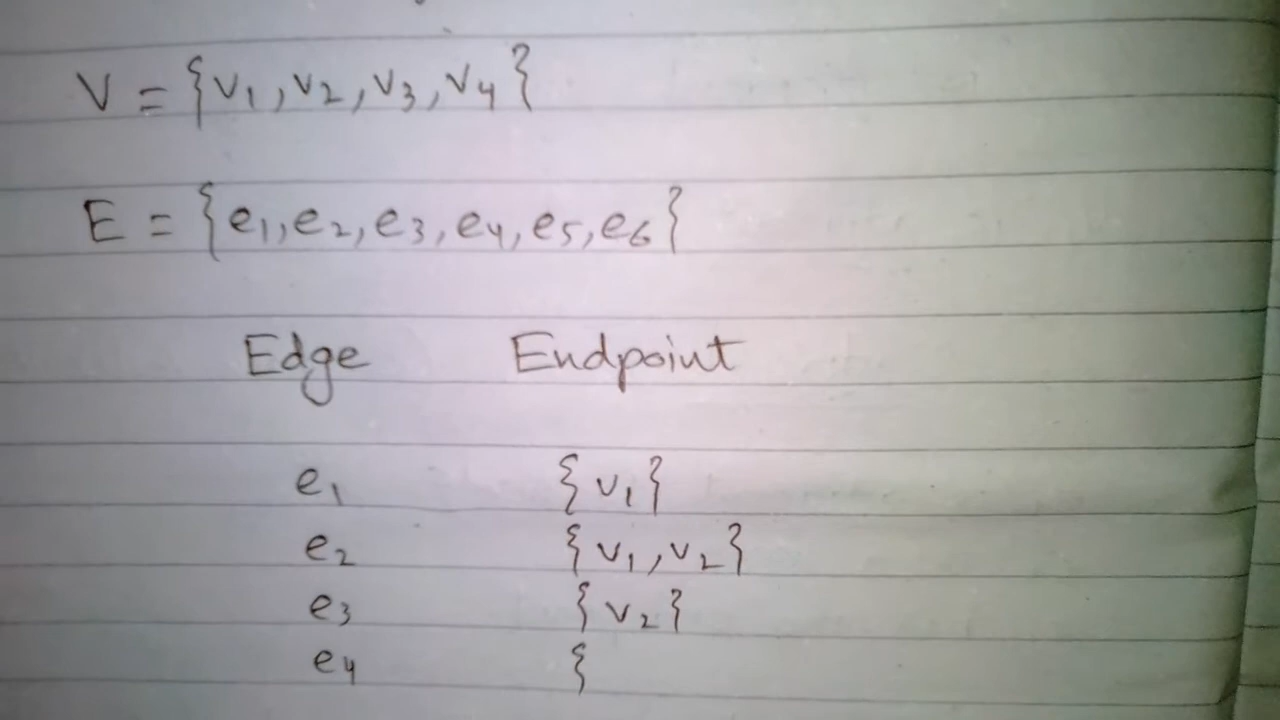 V = {v1, v2, v3, v4}
E = {e1, e2, e3, e4, e5, e6}
Edge Endpoint
e1 {v1}
e2 {v1, v2}
e3 {v2}
e4 {